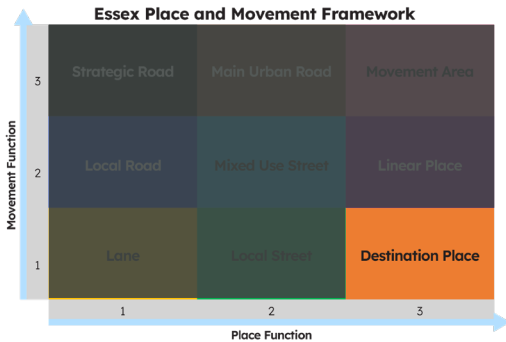 Essex Place and Movement Framework
Movement Function
3
Strategic Road
Main Urban Road
Movement Area
2
Local Road
Mixed Use Street
Linear Place
1
Lane
Local Street
Destination Place
1
2
3
Place Function